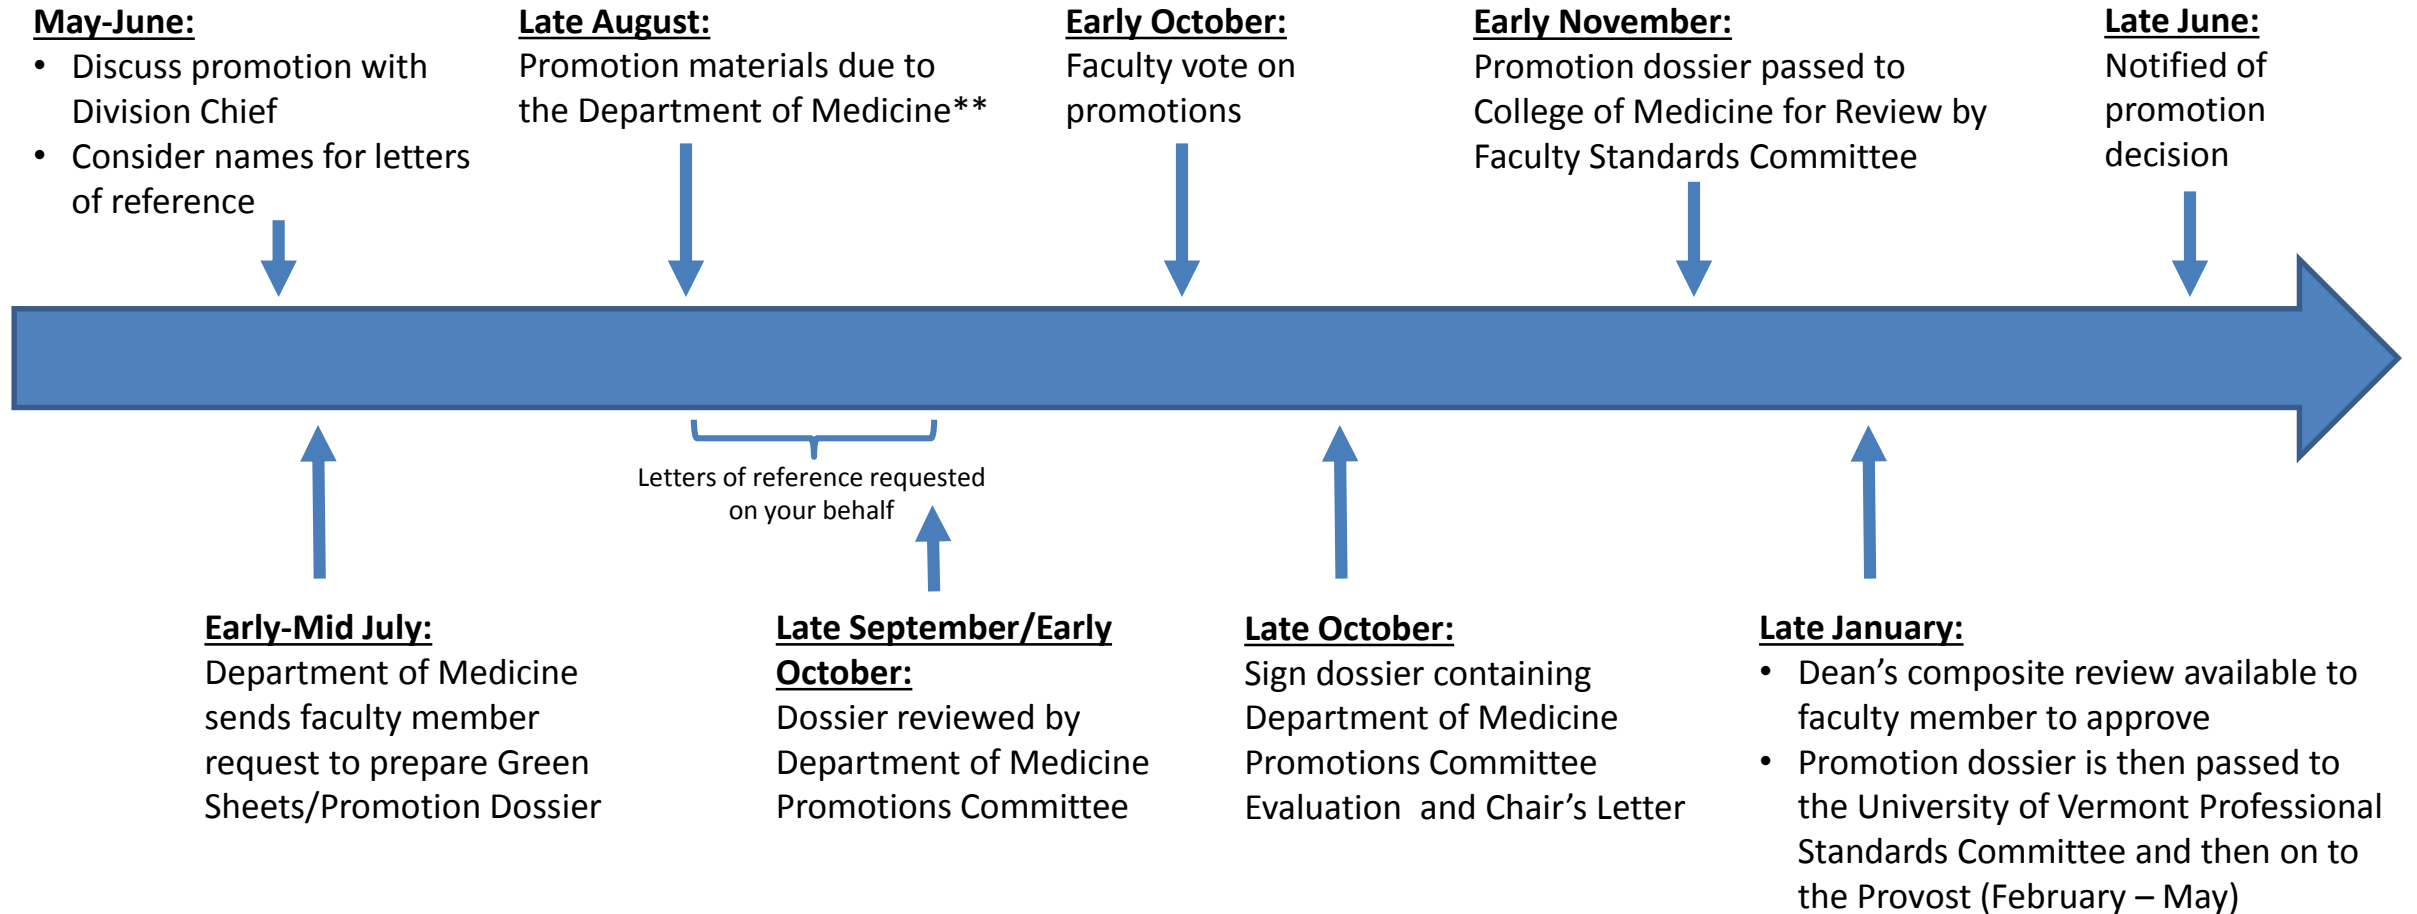 May-June:
• Discuss promotion with
Division Chief
• Consider names for letters
of reference
Late August:
Promotion materials due to
the Department of Medicine**
Early October:
Faculty vote on
promotions
Early November:
Promotion dossier passed to
College of Medicine for Review by
Faculty Standards Committee
Late June:
Notified of
promotion
decision
Letters of reference requested
on your behalf
Early-Mid July:
Department of Medicine
sends faculty member
request to prepare Green
Sheets/Promotion Dossier
Late September/Early
October:
Dossier reviewed by
Department of Medicine
Promotions Committee
Late October:
Sign dossier containing
Department of Medicine
Promotions Committee
Evaluation  and Chair’s Letter
Late January:
• Dean’s composite review available to
faculty member to approve
• Promotion dossier is then passed to
the University of Vermont Professional
Standards Committee and then on to
the Provost (February – May)